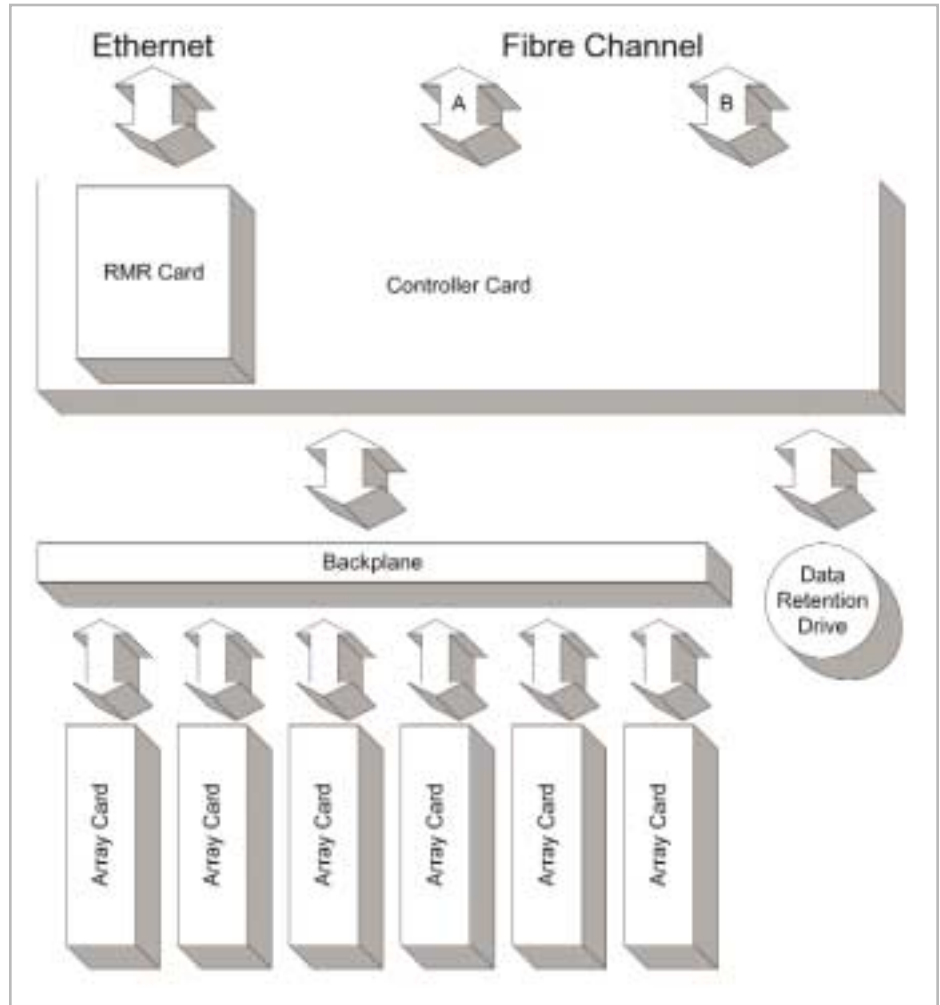 Ethernet
Fibre Channel
A
B
RMR Card
Controller Card
Backplane
Data
Retention
Drive
Array Card
Array Card
Array Card
Array Card
Array Card
Array Card